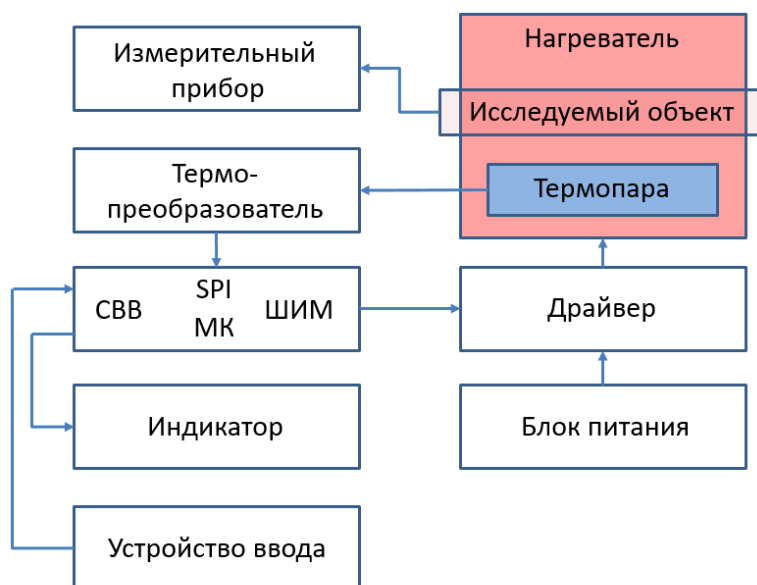 Измерительный
прибор
Нагреватель
Исследуемый объект
Термо-
преобразователь
Термопара
СВВ
SPI
МК
ШИМ
Драйвер
Индикатор
Блок питания
Устройство ввода